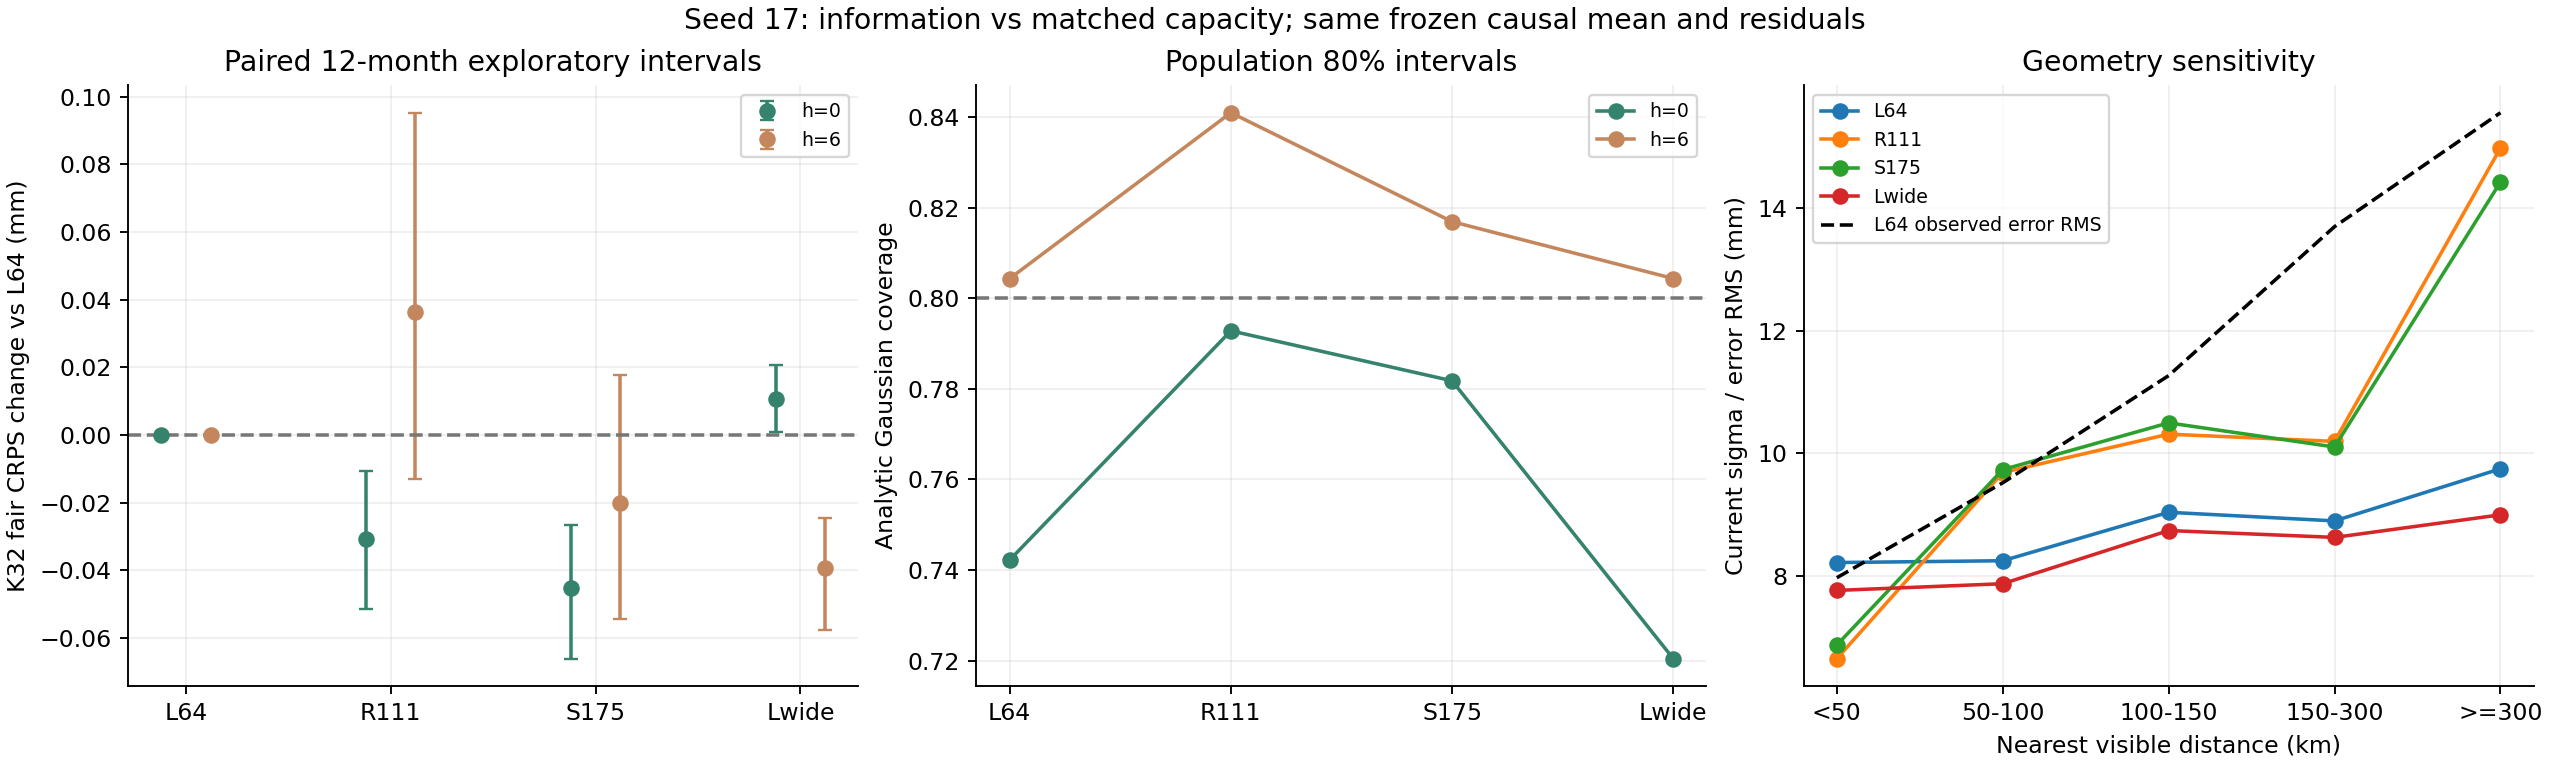 Seed 17: information vs matched capacity; same frozen causal mean and residuals
Paired 12-month exploratory intervals
K32 fair CRPS change vs L64 (mm)
0.10
0.08
0.06
0.04
0.02
0.00
−0.02
−0.04
−0.06
h=0
h=6
L64
R111
S175
Lwide
Population 80% intervals
Analytic Gaussian coverage
0.84
0.82
0.80
0.78
0.76
0.74
0.72
h=0
h=6
L64
R111
S175
Lwide
Geometry sensitivity
Current sigma / error RMS (mm)
14
12
10
8
L64
R111
S175
Lwide
L64 observed error RMS
<50
50-100
100-150
150-300
>=300
Nearest visible distance (km)